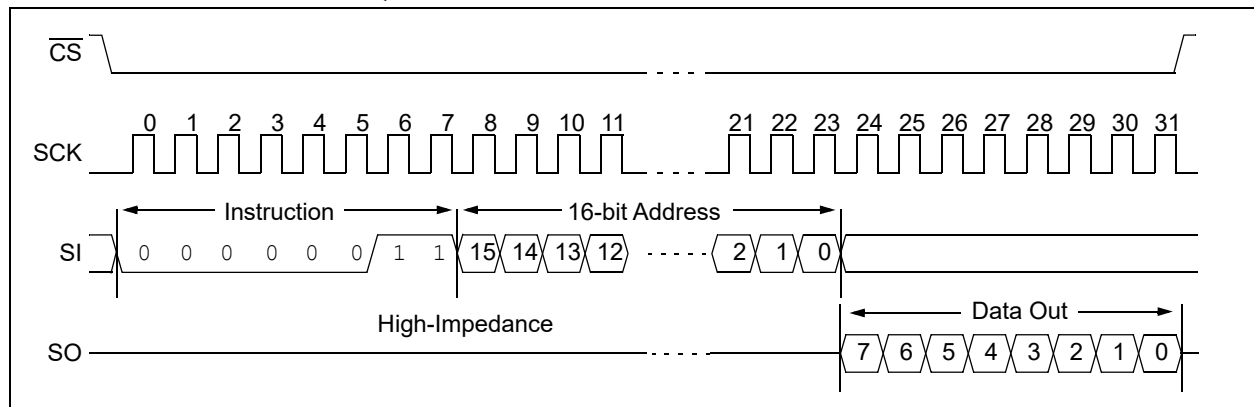 CS
0 1 2 3 4 5 6 7 8 9 10 11 21 22 23 24 25 26 27 28 29 30 31
SCK
Instruction 16-bit Address
SI 0 0 0 0 0 0 1 1 15 14 13 12 2 1 0
High-Impedance Data Out
SO 7 6 5 4 3 2 1 0